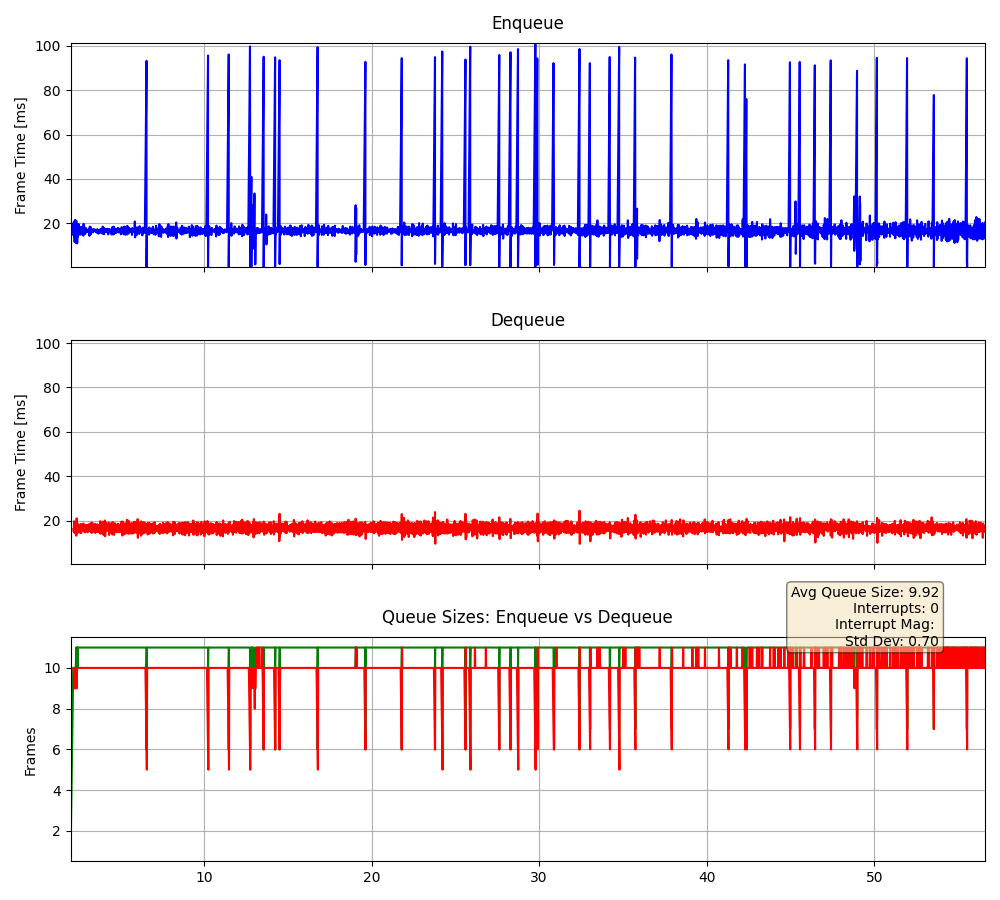 Enqueue
Frame Time [ms]
100
80
60
40
20
Dequeue
Frame Time [ms]
100
80
60
40
20
Avg Queue Size: 9.92
Interrupts: 0
Interrupt Mag:
Std Dev: 0.70
Queue Sizes: Enqueue vs Dequeue
Frames
10
8
6
4
2
10 20 30 40 50